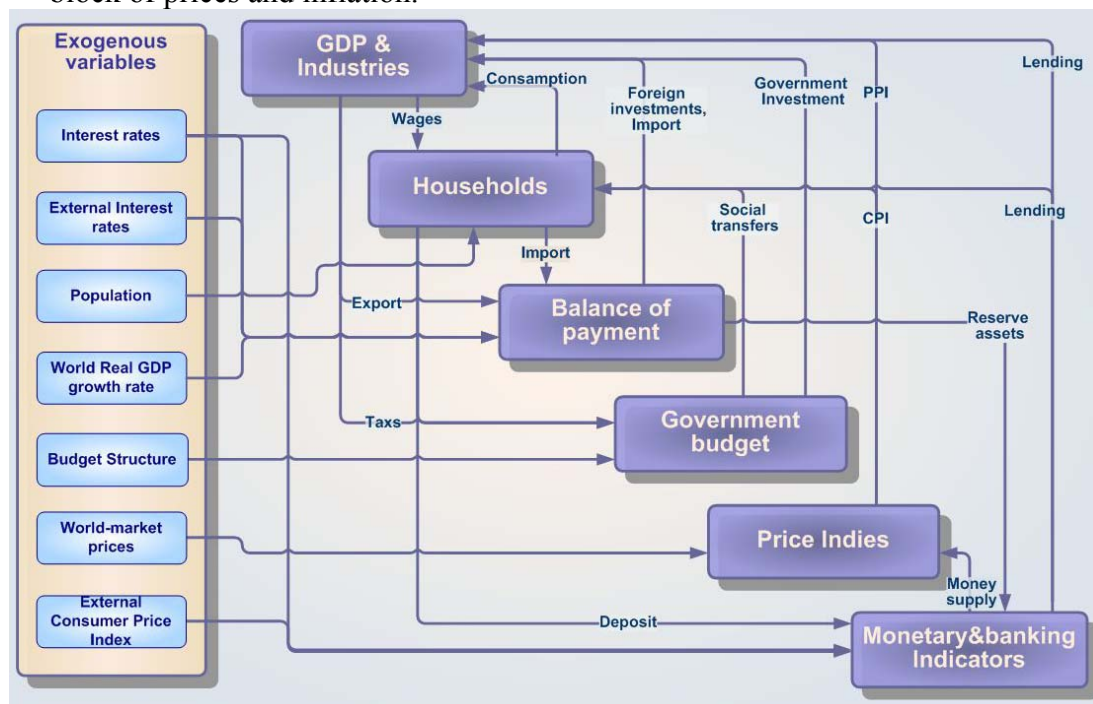 block of prices and inflation.
Exogenous
variables
Interest rates
External Interest
rates
Population
World Real GDP
growth rate
Budget Structure
World-market
prices
External
Consumer Price
Index
GDP &
Industries
Consamption
Wages
Households
Import
Export
Balance of
payment
Foreign
investments,
Import
Government
Investment
PPI
Lending
Social
transfers
CPI
Lending
Reserve
assets
Taxs
Government
budget
Price Indies
Money
supply
Deposit
Monetary&banking
Indicators